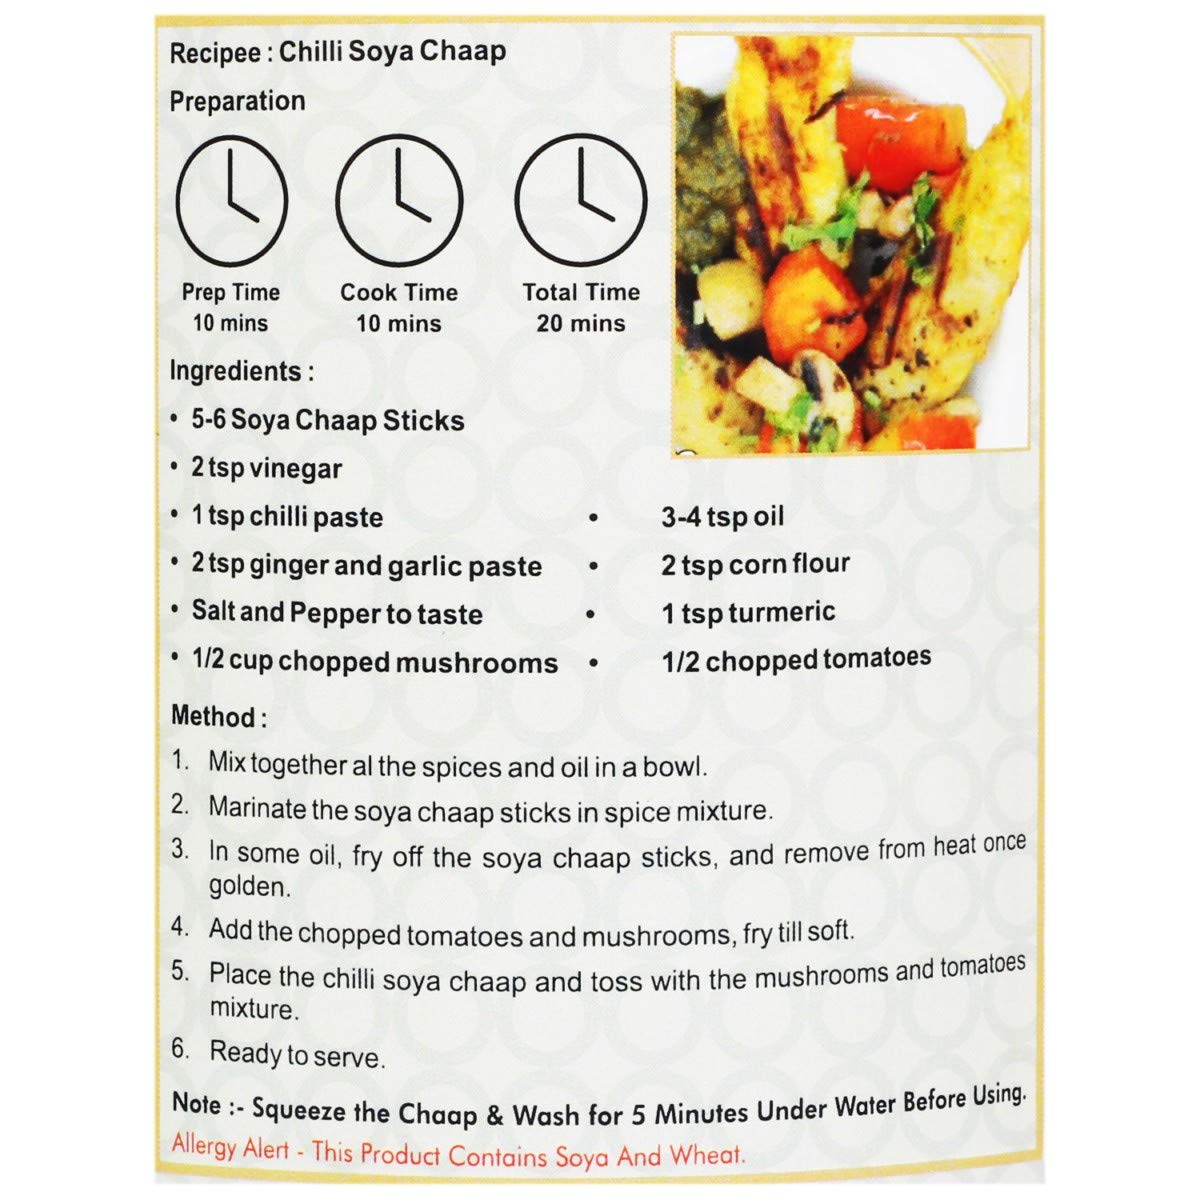 Recipee : Chilli Soya Chaap
Preparation
Prep Time
10 mins
Cook Time
10 mins
Total Time
20 mins
Ingredients :
• 5-6 Soya Chaap Sticks
• 2 tsp vinegar
• 1 tsp chilli paste
• 2 tsp ginger and garlic paste
• Salt and Pepper to taste
• 1/2 cup chopped mushrooms
• 3-4 tsp oil
• 2 tsp corn flour
• 1 tsp turmeric
• 1/2 chopped tomatoes
Method :
1. Mix together al the spices and oil in a bowl.
2. Marinate the soya chaap sticks in spice mixture.
3. In some oil, fry off the soya chaap sticks, and remove from heat once
golden.
4. Add the chopped tomatoes and mushrooms, fry till soft.
5. Place the chilli soya chaap and toss with the mushrooms and tomatoes
mixture.
6. Ready to serve.
Note :- Squeeze the Chaap & Wash for 5 Minutes Under Water Before Using.
Allergy Alert - This Product Contains Soya And Wheat.